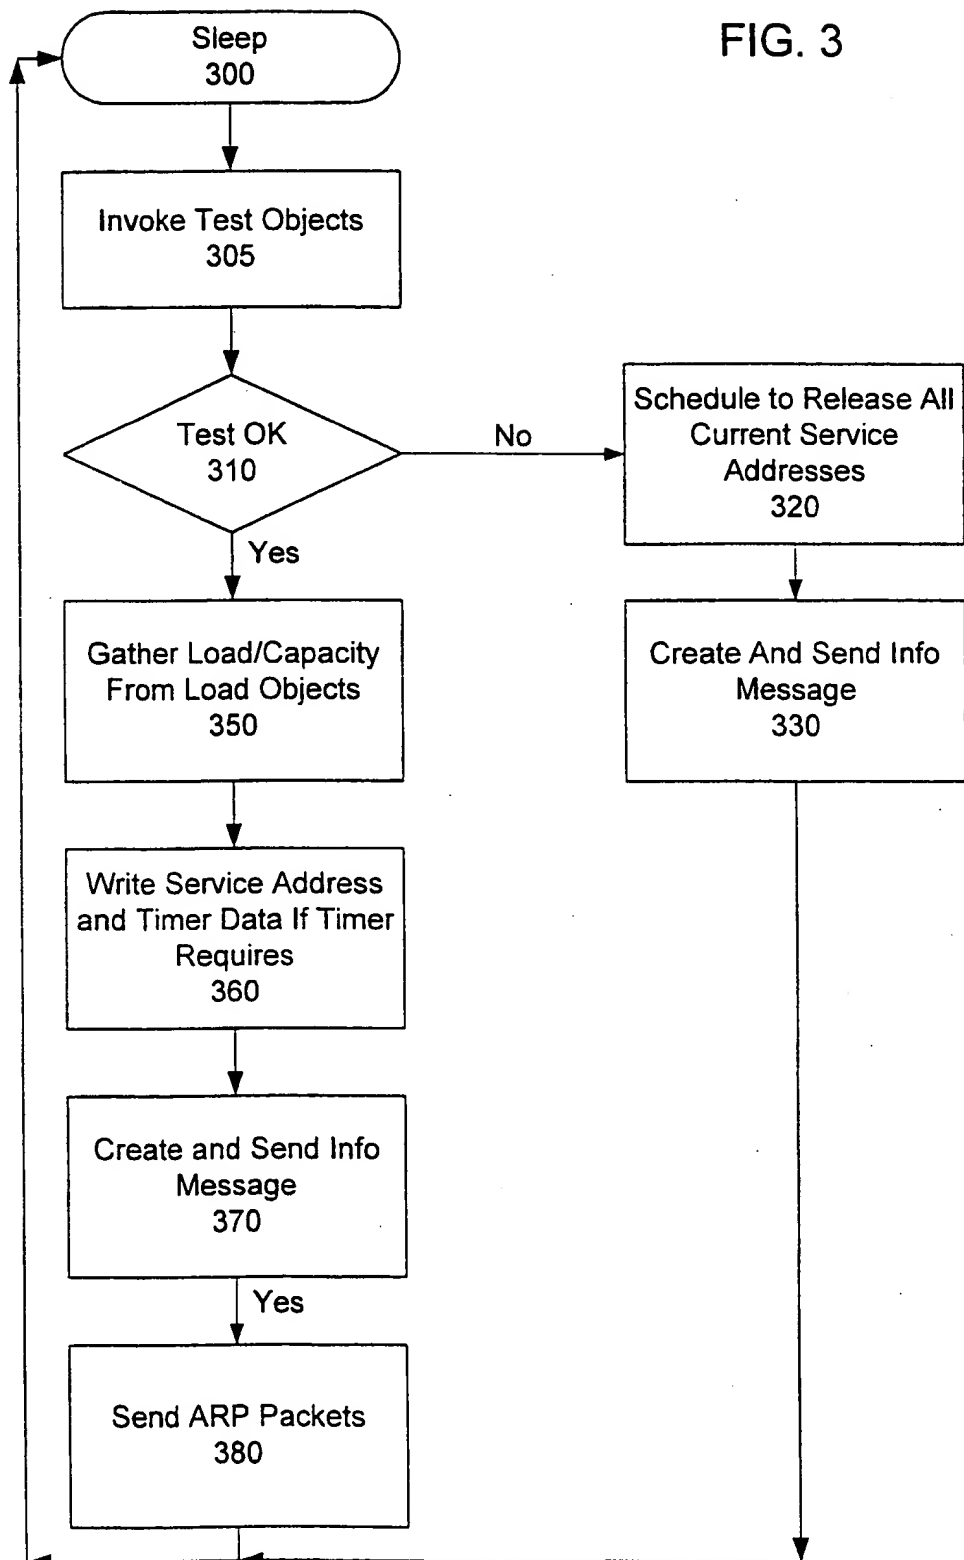 FIG. 3
Sleep
300
Invoke Test Objects
305
Test OK
310
No
Yes
Schedule to Release All
Current Service
Addresses
320
Create And Send Info
Message
330
Gather Load/Capacity
From Load Objects
350
Write Service Address
and Timer Data If Timer
Requires
360
Create and Send Info
Message
370
Yes
Send ARP Packets
380